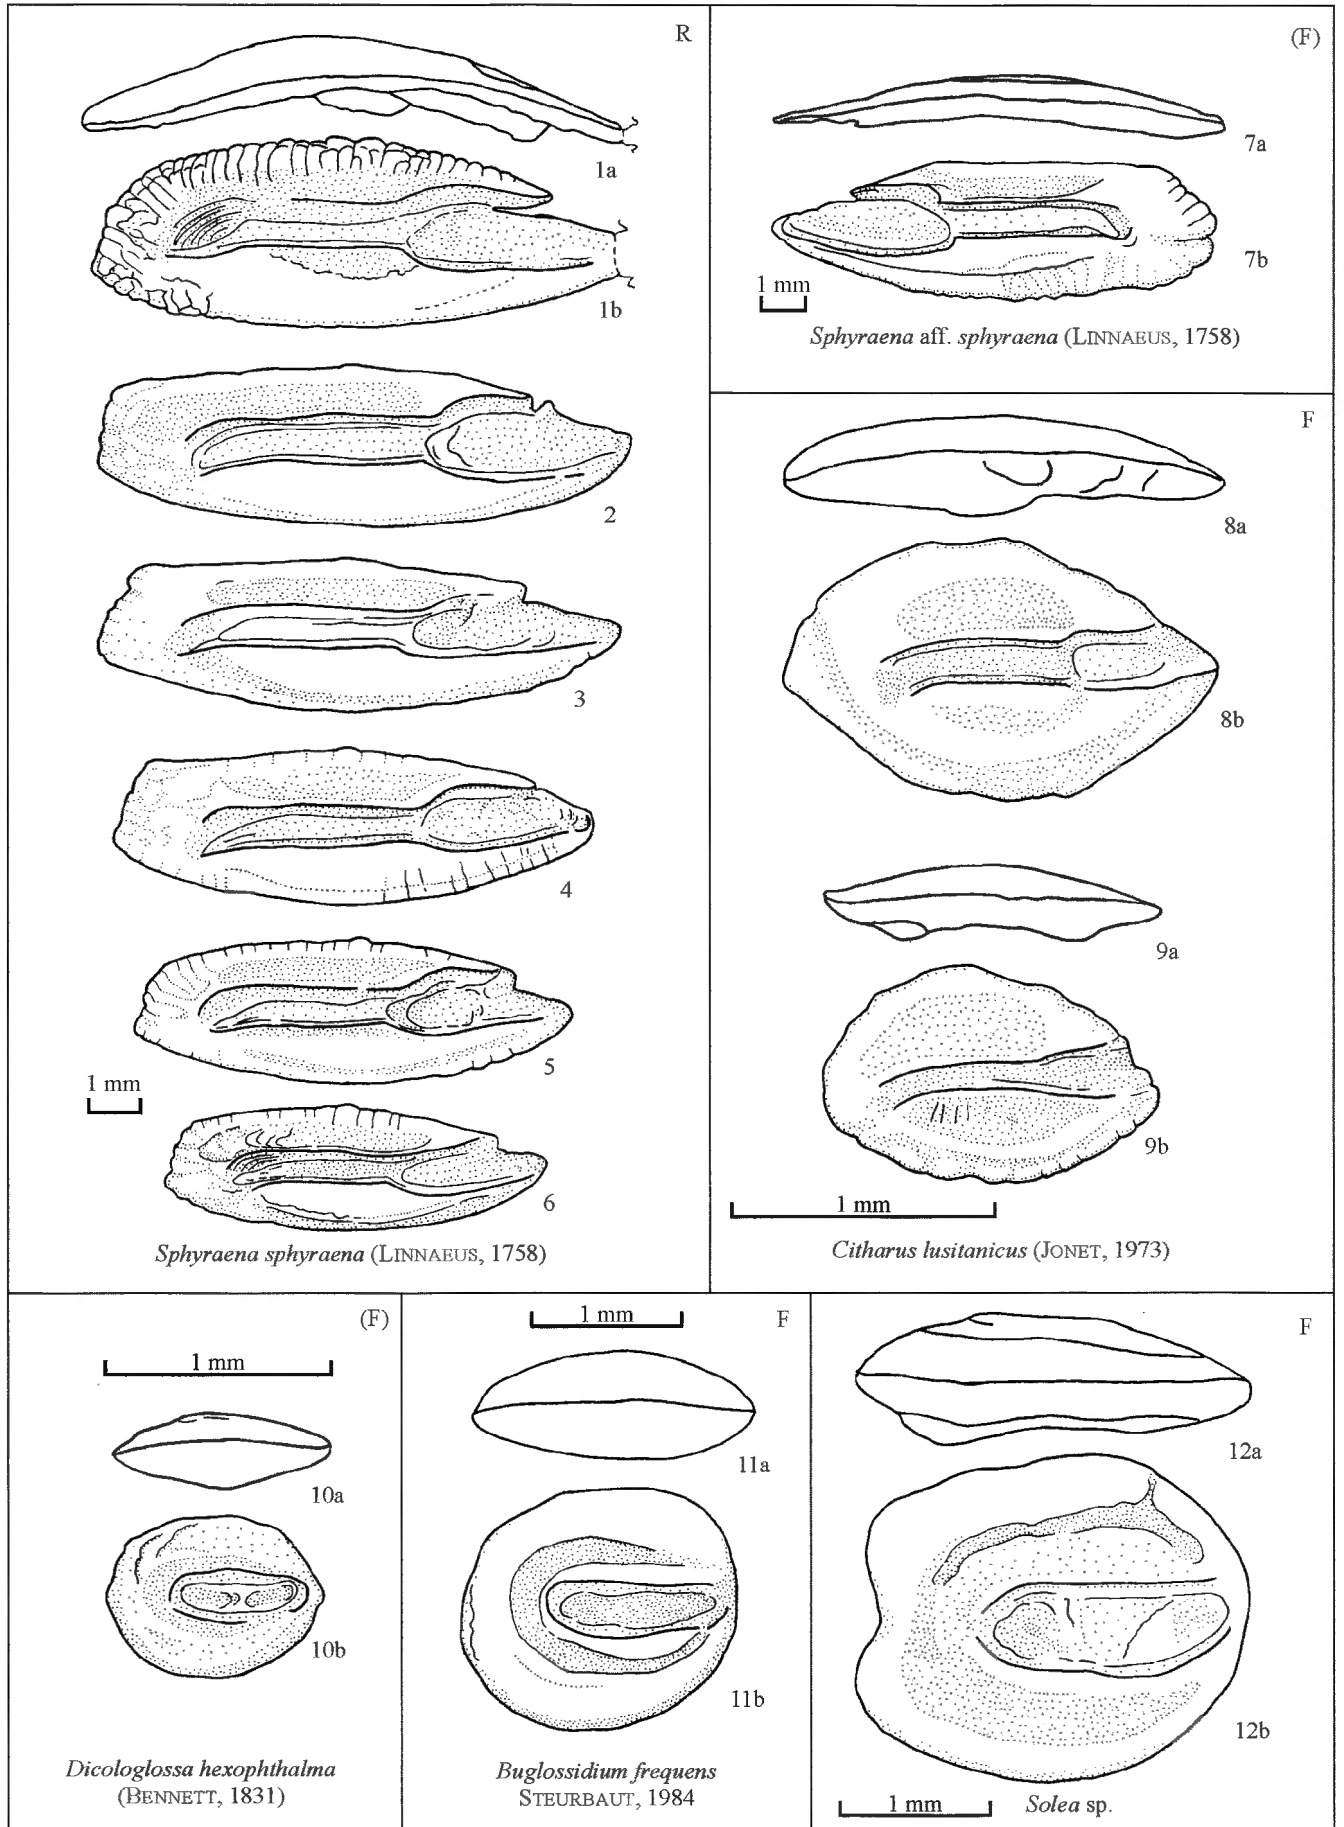 R
1a
1b
2
3
4
5
1 mm
6
Sphyraena sphyraena (LINNAEUS, 1758)
(F)
7a
7b
1 mm
Sphyraena aff. sphyraena (LINNAEUS, 1758)
F
8a
8b
9a
9b
1 mm
Citharus lusitanicus (JONET, 1973)
(F)
1 mm
10a
10b
Dicologlossa hexophthalma
(BENNETT, 1831)
1 mm
F
11a
11b
Buglossidium frequens
STEURBAUT, 1984
F
12a
12b
1 mm
Solea sp.